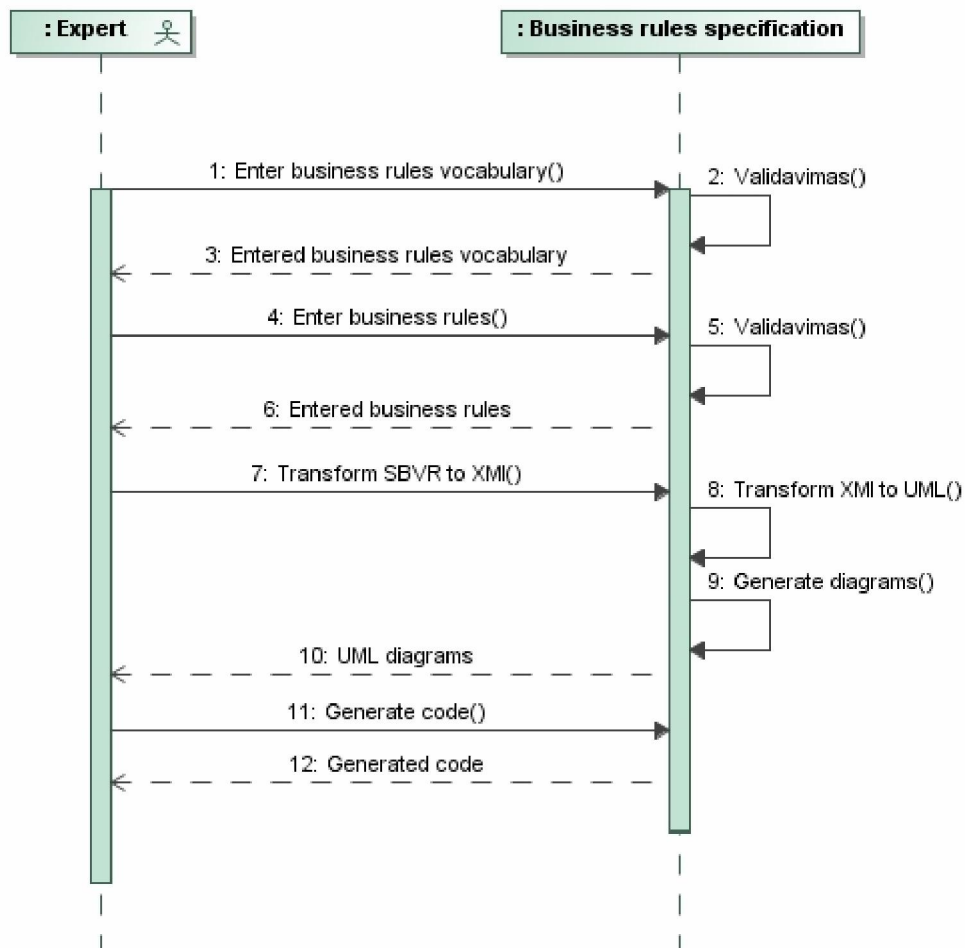 : Expert
: Business rules specification
1: Enter business rules vocabulary()
2: Validavimas()
3: Entered business rules vocabulary
4: Enter business rules()
5: Validavimas()
6: Entered business rules
7: Transform SBVR to XMI()
8: Transform XMI to UML()
9: Generate diagrams()
10: UML diagrams
11: Generate code()
12: Generated code